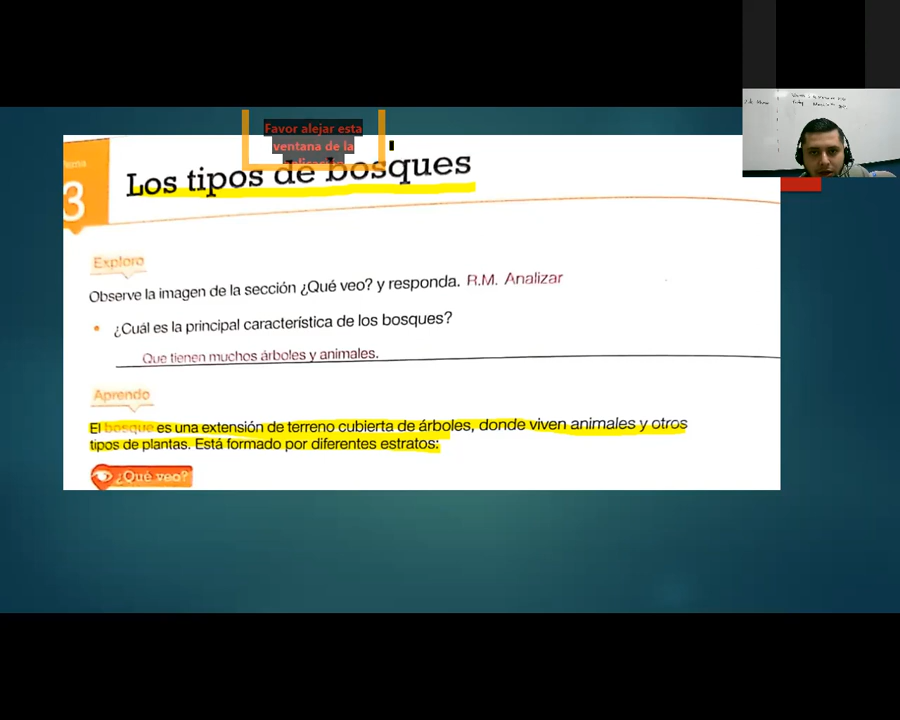 Favor alejar esta
ventana de la
Tema
3
Los tipos de bosques
Exploro
Observe la imagen de la sección ¿Qué veo? y responda. R.M. Analizar
• ¿Cuál es la principal característica de los bosques?
Que tienen muchos árboles y animales.
Aprendo
El bosque es una extensión de terreno cubierta de árboles, donde viven animales y otros
tipos de plantas. Está formado por diferentes estratos:
¿Qué veo?